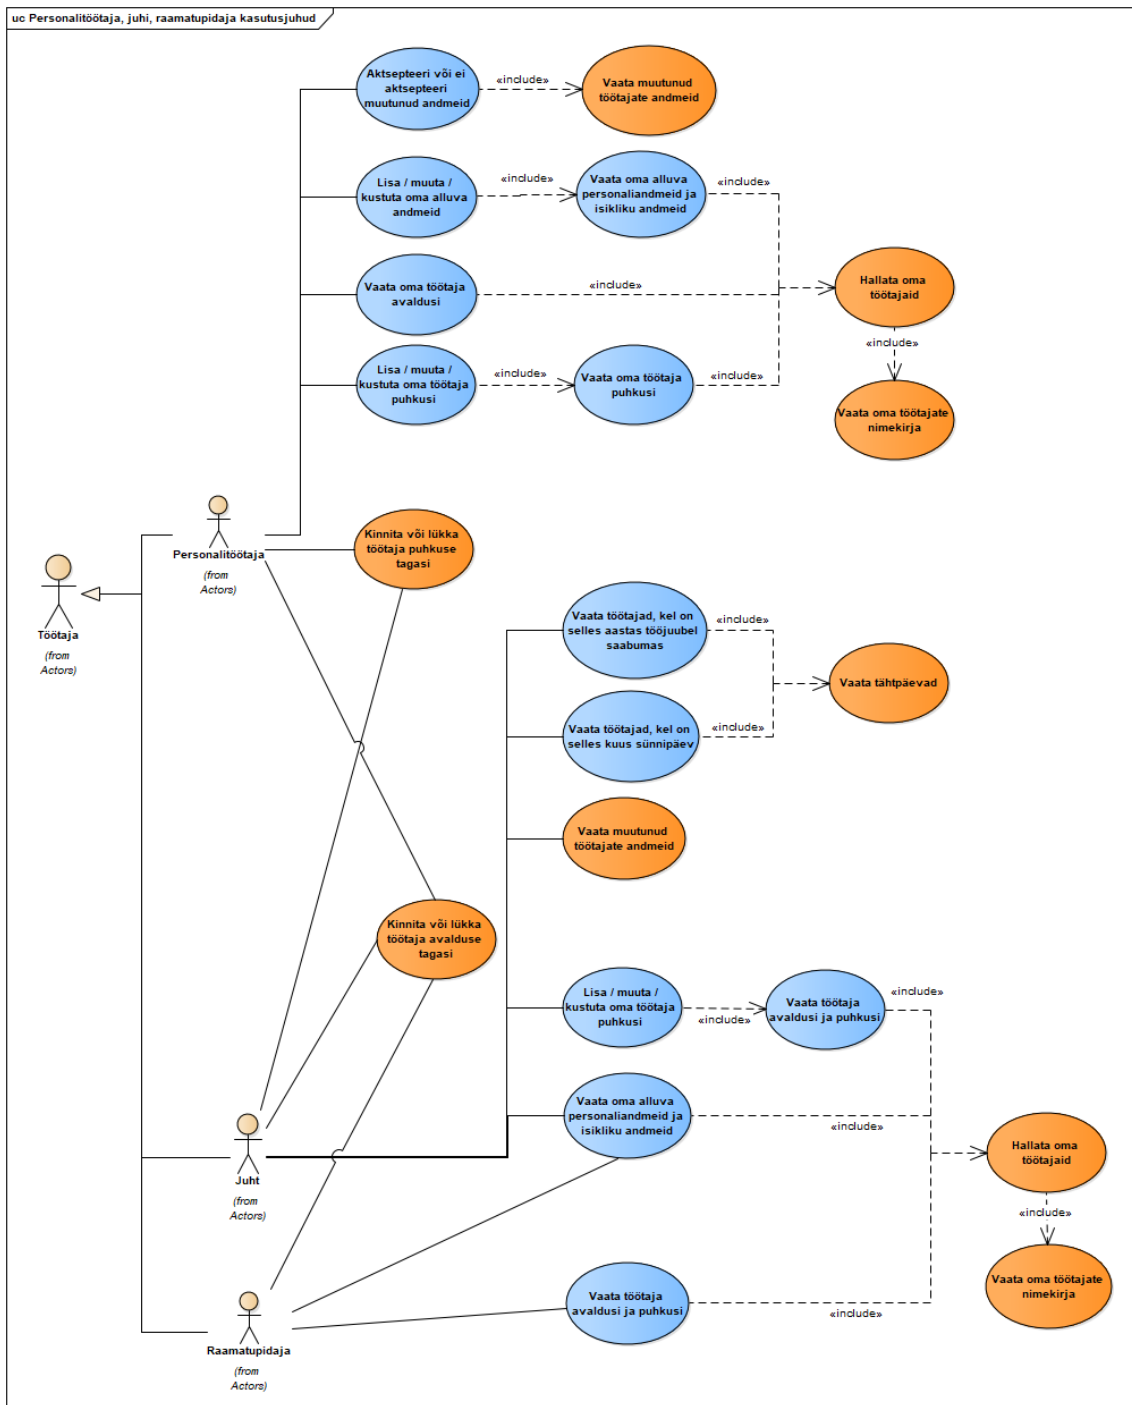 uc Personalitöötaja, juhi, raamatupidaja kasutusjuhud
Aktsepteeri või ei
aktsepteeri
muutunud andmeid
«include»
Vaata muutunud
töötajate andmeid
Lisa / muuta /
kustuta oma alluva
andmeid
«include»
Vaata oma alluva
personaliandmeid ja
isikliku andmeid
«include»
Vaata oma töötaja
avaldusi
«include»
Hallata oma
töötajaid
«include»
Lisa / muuta /
kustuta oma töötaja
puhkusi
«include»
Vaata oma töötaja
puhkusi
«include»
Vaata oma töötajate
nimekirja
Personalitöötaja
(from
Actors)
Kinnita või lükka
töötaja puhkuse
tagasi
Töötaja
(from
Actors)
Vaata töötajad, kel on
selles aastas tööjuubel
saabumas
«include»
Vaata tähtpäevad
Vaata töötajad, kel on
selles kuus sünnipäev
«include»
Vaata muutunud
töötajate andmeid
Kinnita või lükka
töötaja avalduse
tagasi
Lisa / muuta /
kustuta oma töötaja
puhkusi
«include»
Vaata töötaja
avaldusi ja puhkusi
«include»
Vaata oma alluva
personaliandmeid ja
isikliku andmeid
«include»
Hallata oma
töötajaid
«include»
Juht
(from
Actors)
Vaata oma töötajate
nimekirja
Vaata töötaja
avaldusi ja puhkusi
«include»
Raamatupidaja
(from
Actors)